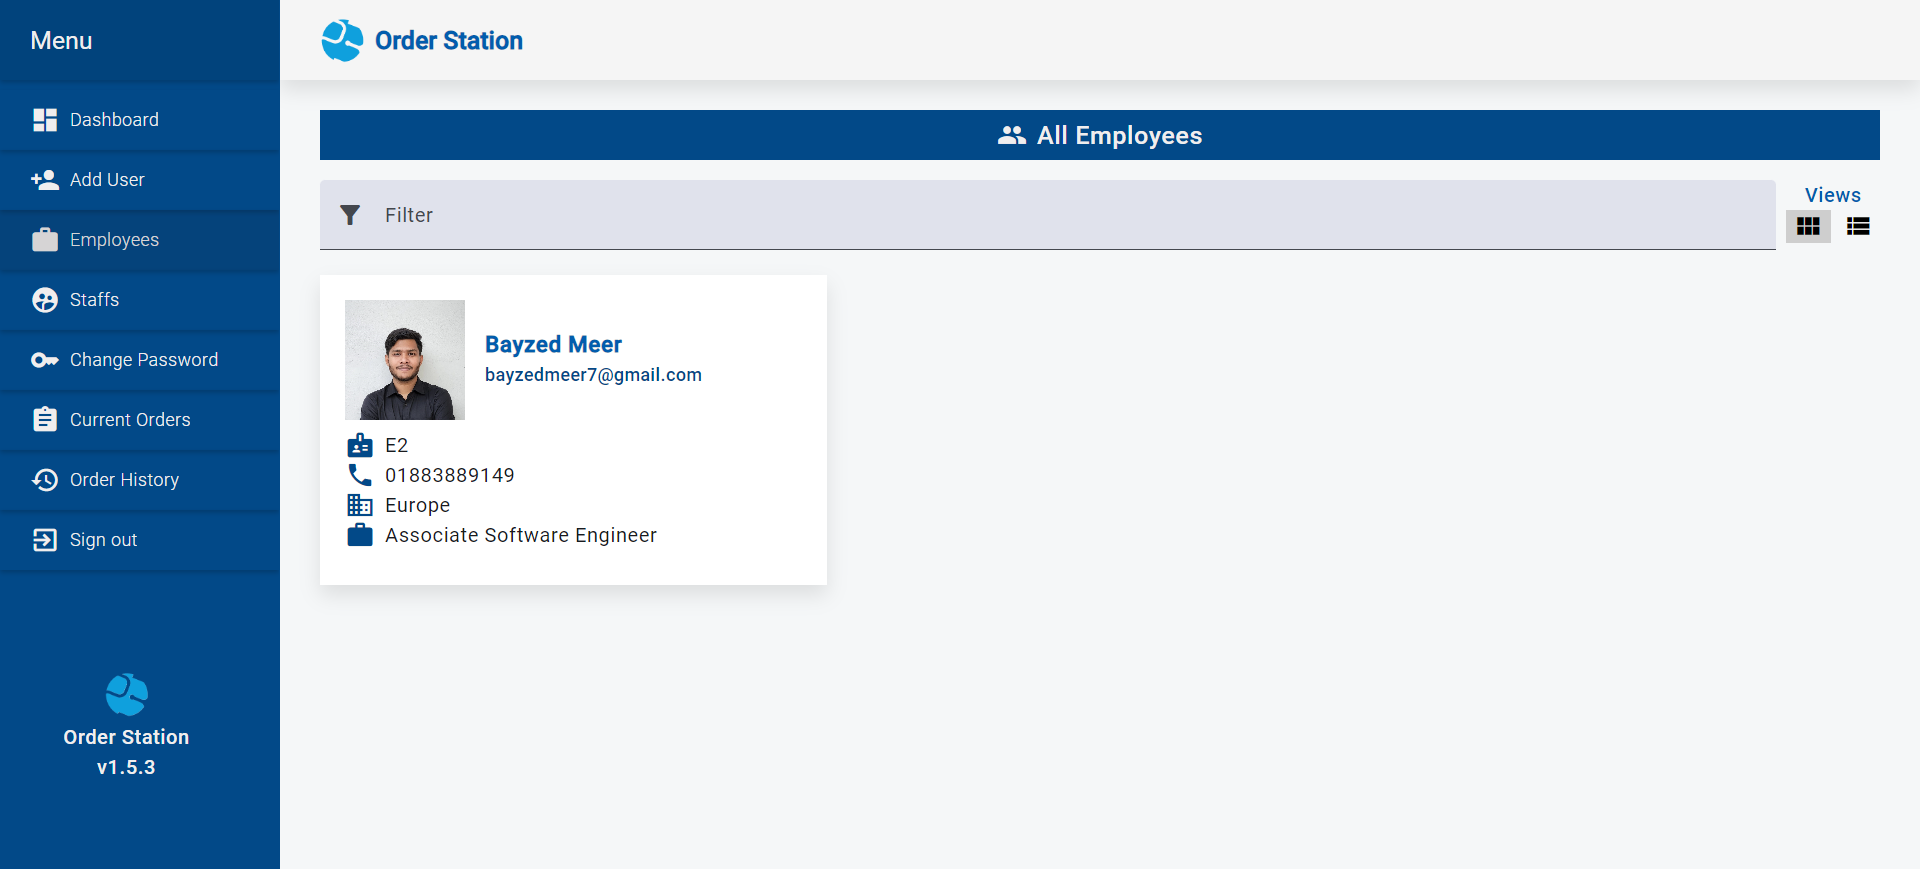 Menu
Dashboard
Add User
Employees
Staffs
Change Password
Current Orders
Order History
Sign out
Order Station
v1.5.3
Order Station
All Employees
Filter
Views
Bayzed Meer
bayzedmeer7@gmail.com
E2
01883889149
Europe
Associate Software Engineer